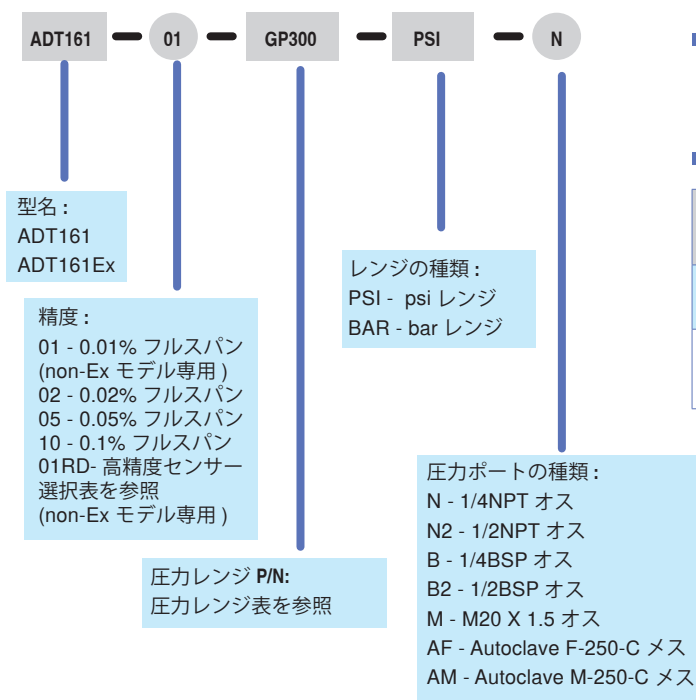 ADT161 01 GP300 PSI N
型名 :
ADT161
ADT161Ex
精度 :
01 - 0.01% フルスパン
(non-Ex モデル専用 )
02 - 0.02% フルスパン
05 - 0.05% フルスパン
10 - 0.1% フルスパン
01RD- 高精度センサー
選択表を参照
(non-Ex モデル専用 )
圧力レンジ P/N:
圧力レンジ表を参照
レンジの種類 :
PSI - psi レンジ
BAR - bar レンジ
圧力ポートの種類 :
N - 1/4NPT オス
N2 - 1/2NPT オス
B - 1/4BSP オス
B2 - 1/2BSP オス
M - M20 X 1.5 オス
AF - Autoclave F-250-C メス
AM - Autoclave M-250-C メス